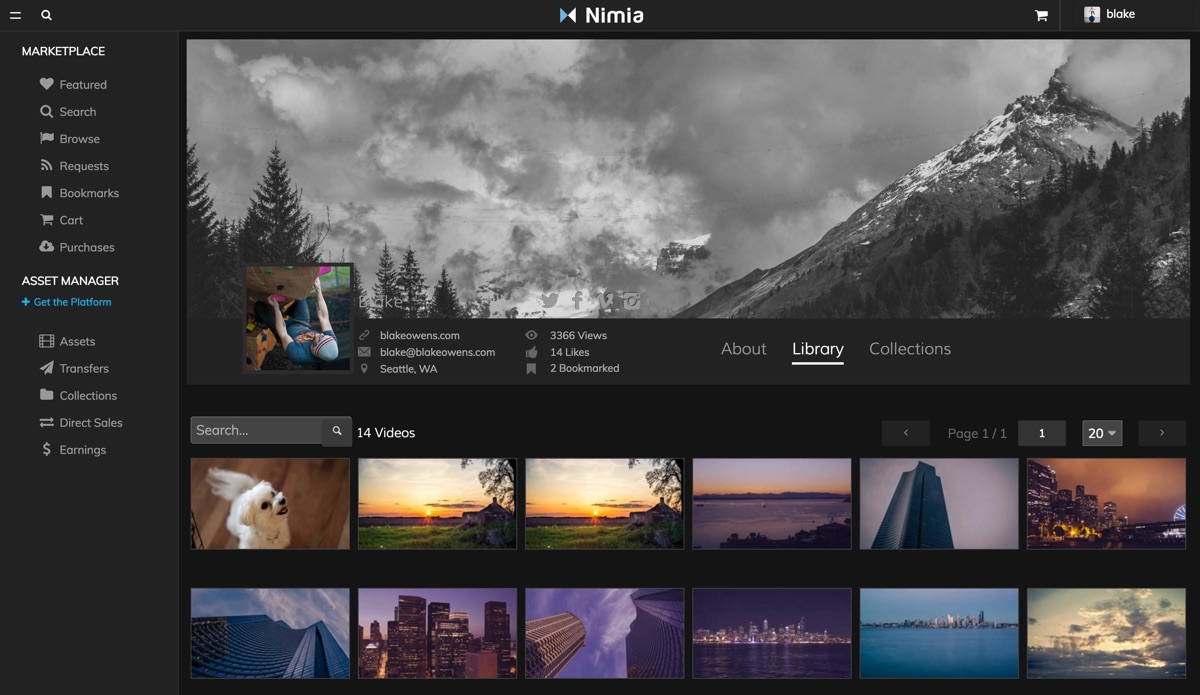 Nimia
blake
MARKETPLACE
Featured
Search
Browse
Requests
Bookmarks
Cart
Purchases
ASSET MANAGER
+ Get the Platform
Assets
Transfers
Collections
Direct Sales
Earnings
Blake
blakeowens.com
blake@blakeowens.com
Seattle, WA
3366 Views
14 Likes
2 Bookmarked
About
Library
Collections
Search...
14 Videos
Page 1 / 1
1
20